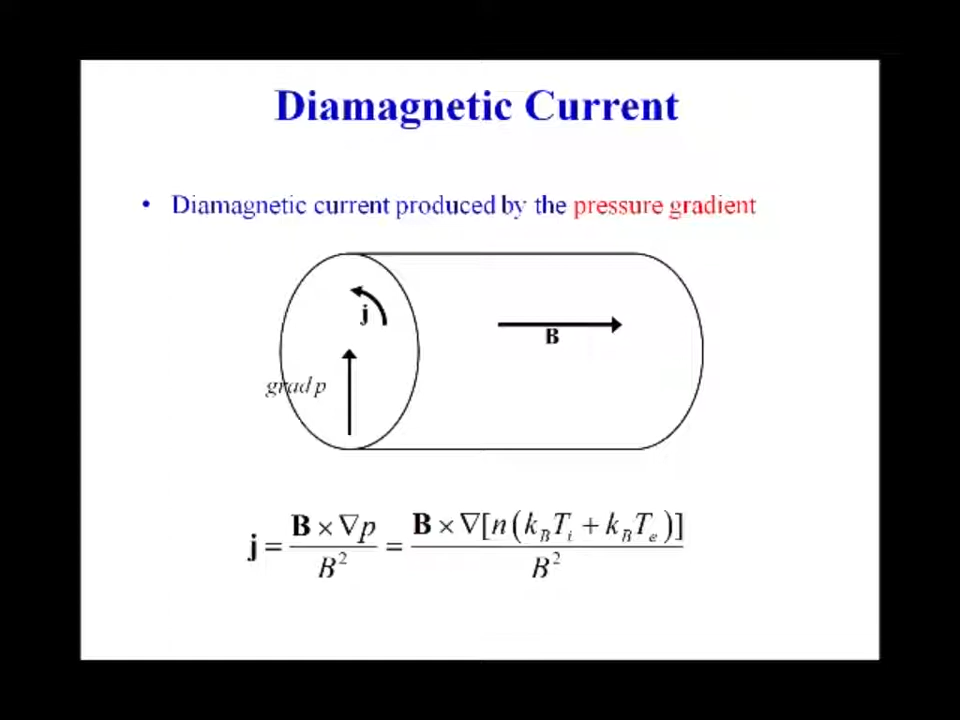 Diamagnetic Current
• Diamagnetic current produced by the pressure gradient
j
B
grad p
j = B × ∇p / B² = B × ∇[n(k_B T_i + k_B T_e)] / B²